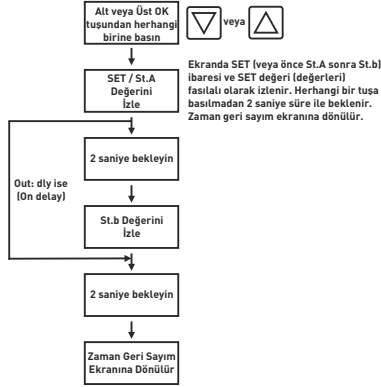 Alt veya Üst OK
tuşundan herhangi
birine basın
veya
Ekranda SET (veya önce St.A sonra St.b)
ibaresi ve SET değeri (değerleri)
fasılalı olarak izlenir. Herhangi bir tuşa
basılmadan 2 saniye süre ile beklenir.
Zaman geri sayım ekranına dönülür.
SET / St.A
Değerini
İzle
2 saniye bekleyin
Out: dly ise
(On delay)
St.b Değerini
İzle
2 saniye bekleyin
Zaman Geri Sayım
Ekranına Dönülür